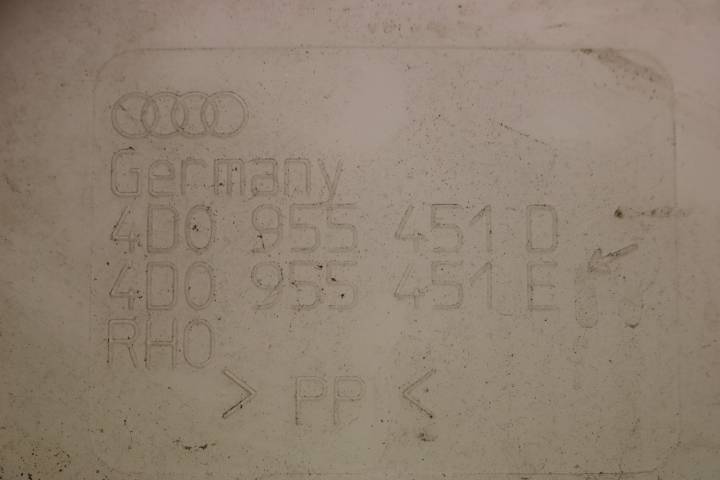 Germany
4D0 955 451 D
4D0 955 451 E
RHO
> PP <